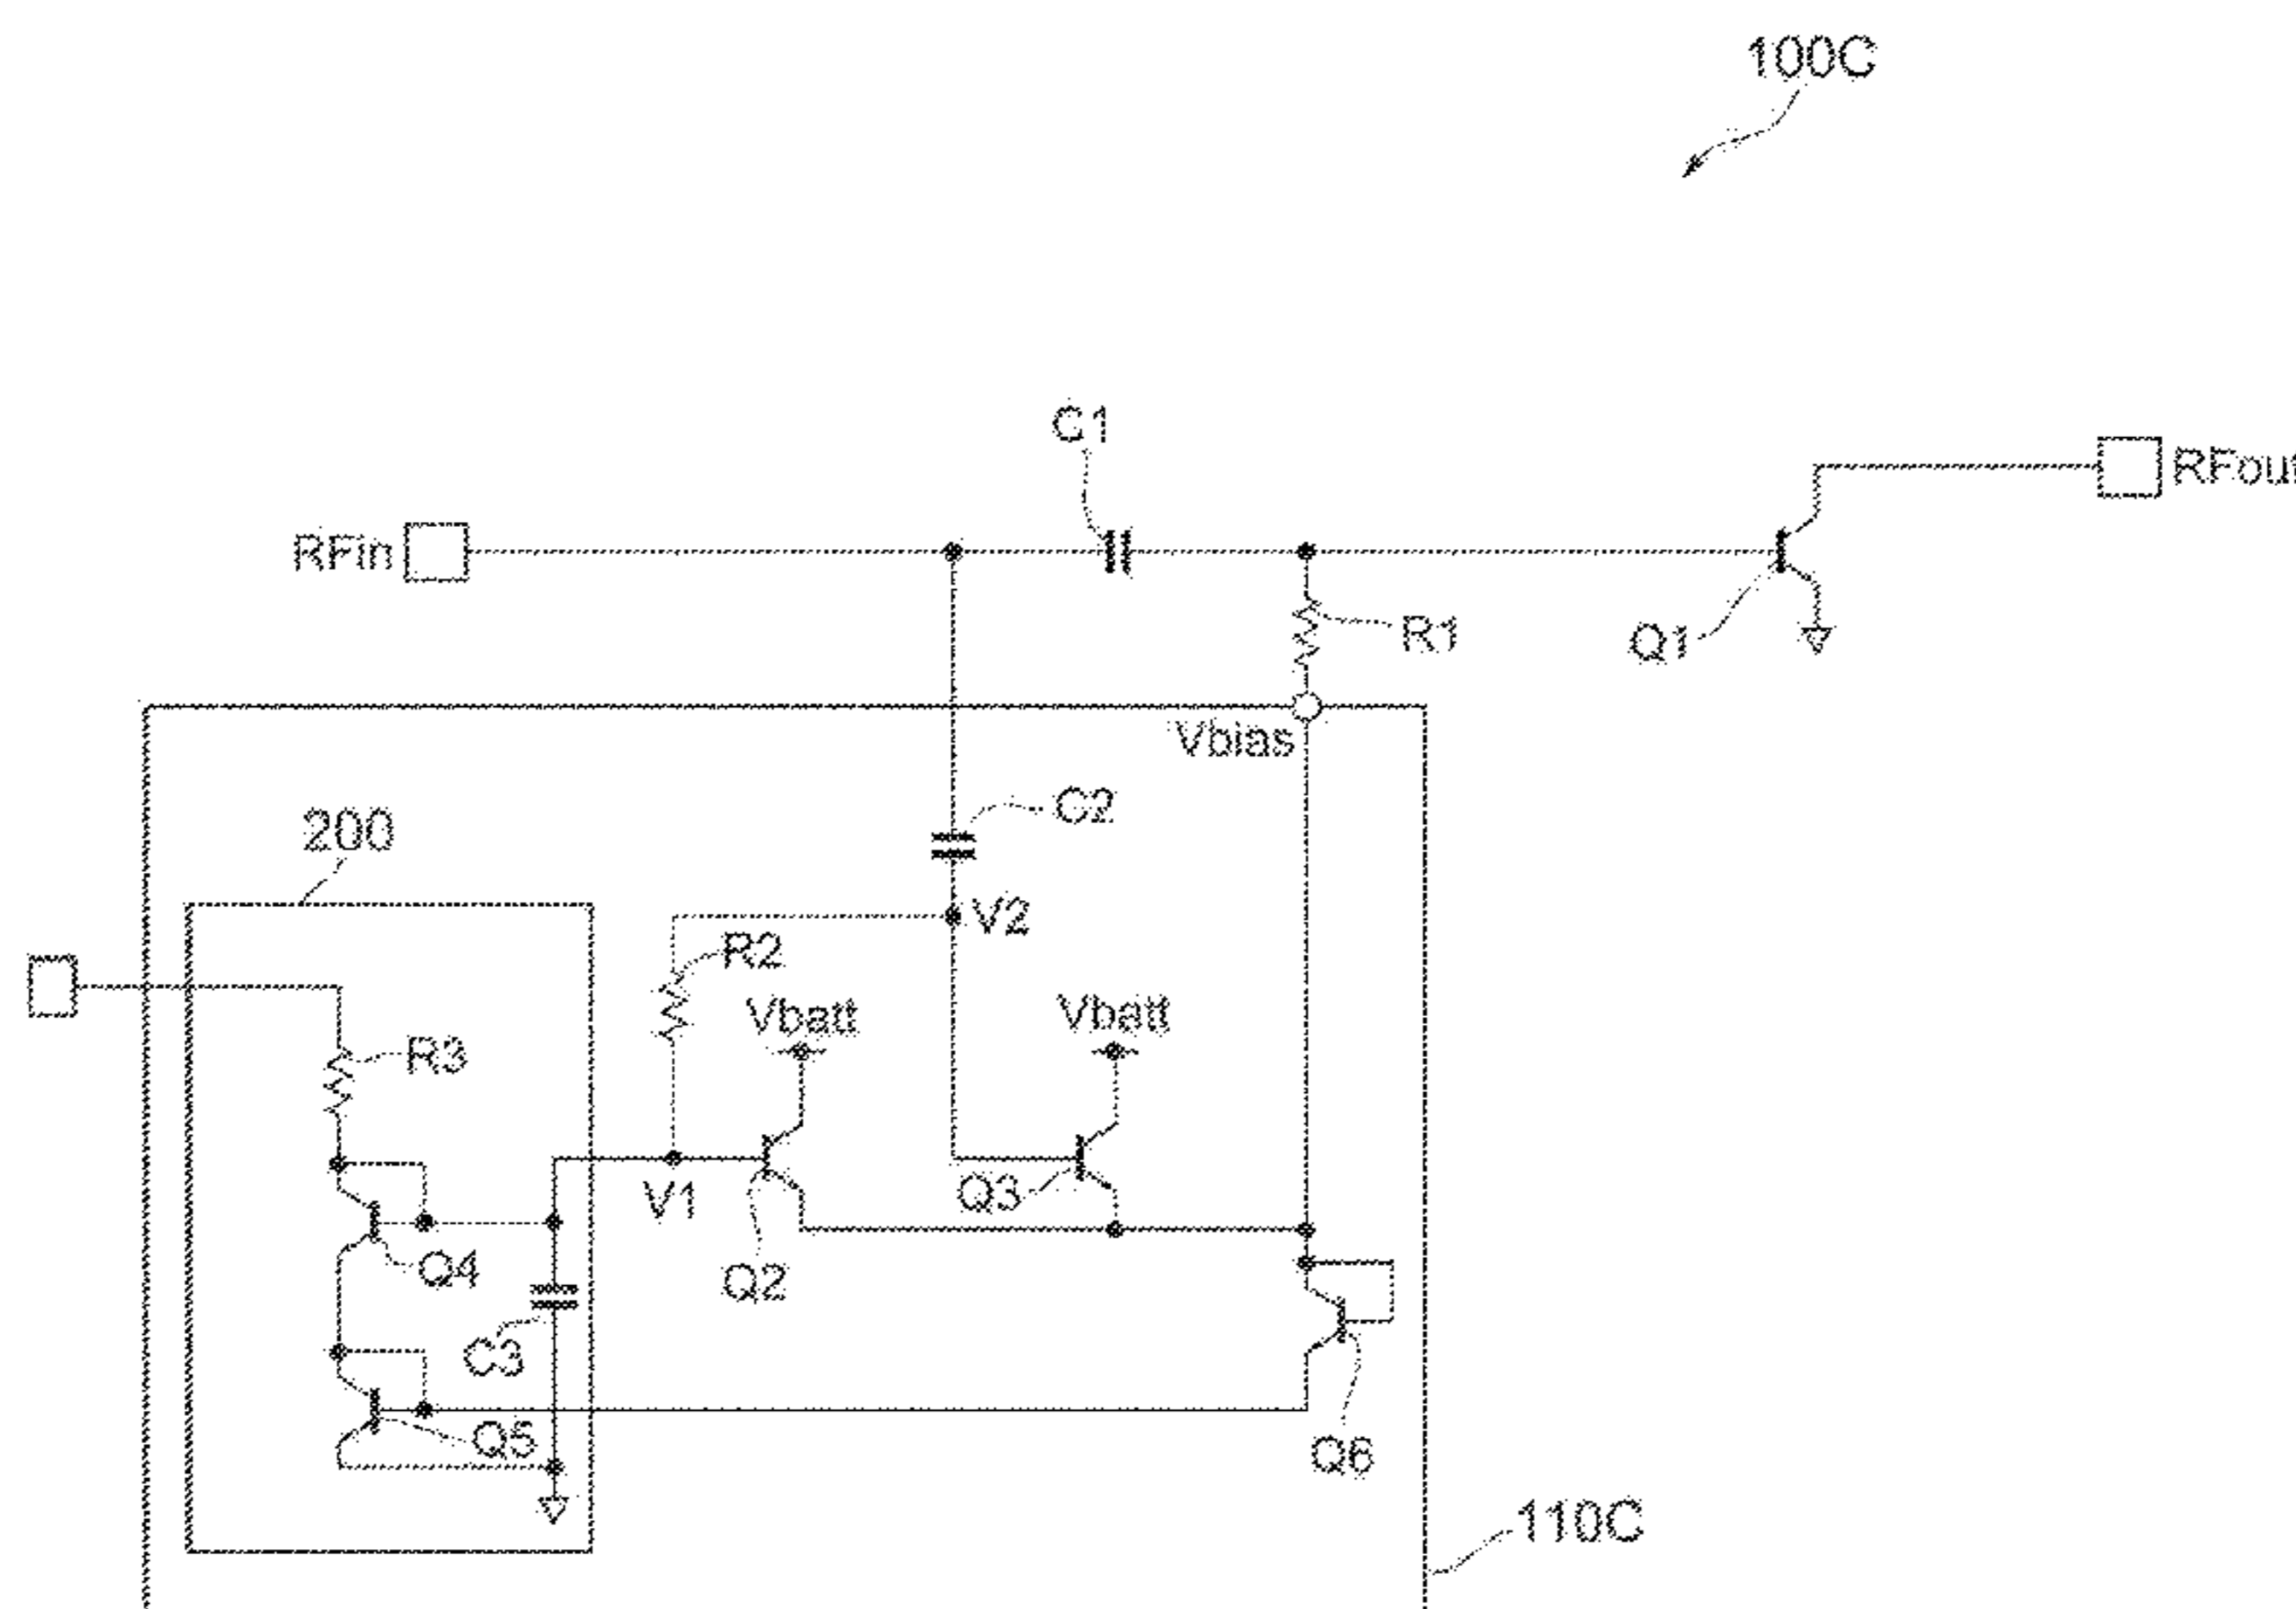 100C
C1
RFout
RFin
R1
Q1
Vbias
C2
200
V2
R2
Vbatt
Vbatt
R3
V1
Q3
Q4
Q2
C3
Q5
Q6
110C